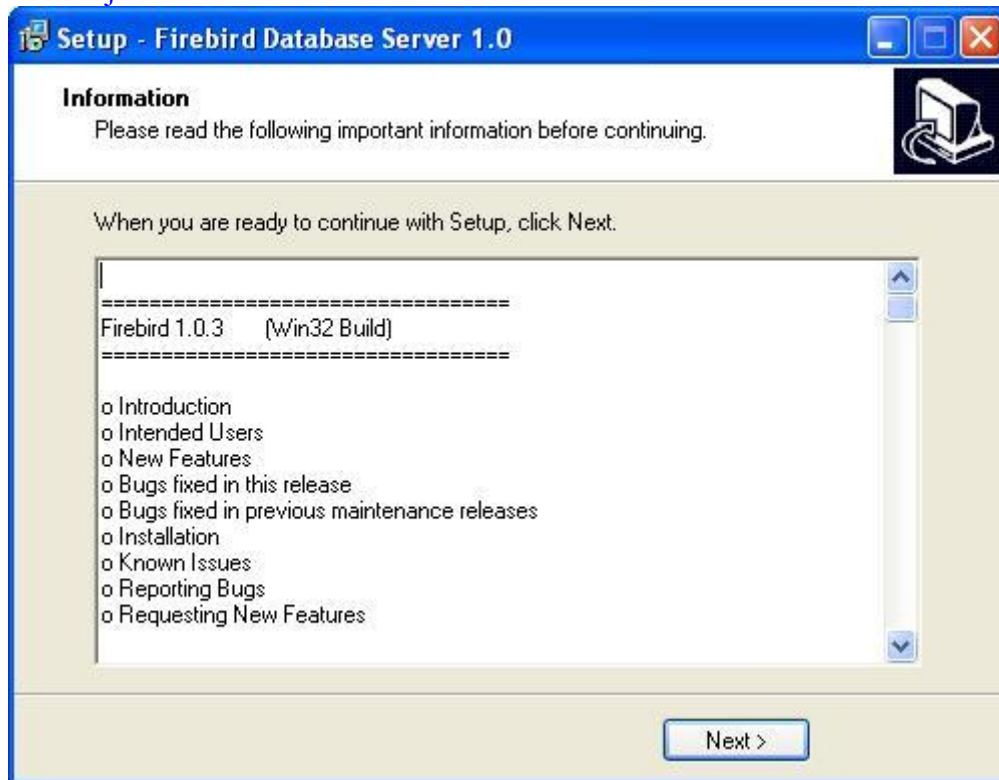 Setup - Firebird Database Server 1.0
Information
Please read the following important information before continuing.
When you are ready to continue with Setup, click Next.
==================================
Firebird 1.0.3 (Win32 Build)
==================================
o Introduction
o Intended Users
o New Features
o Bugs fixed in this release
o Bugs fixed in previous maintenance releases
o Installation
o Known Issues
o Reporting Bugs
o Requesting New Features
Next >